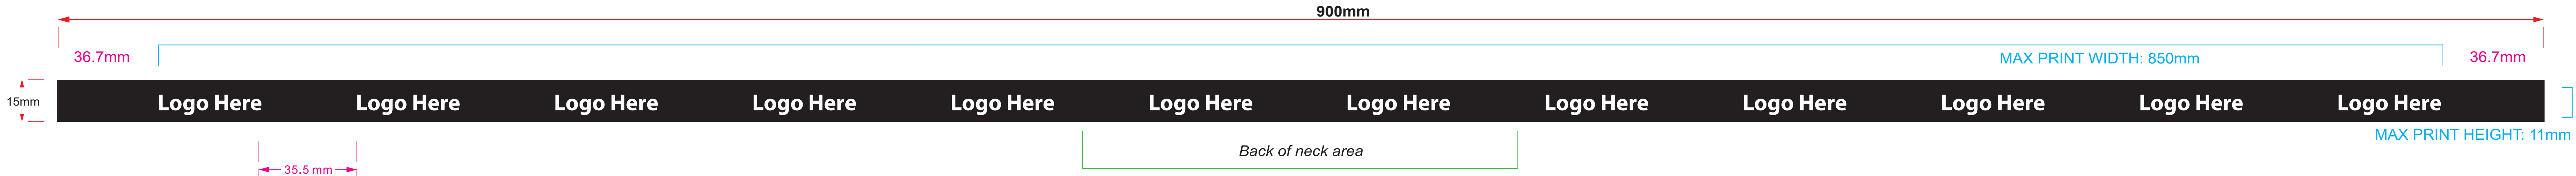 900mm
36.7mm
MAX PRINT WIDTH: 850mm
36.7mm
15mm
Logo Here Logo Here Logo Here Logo Here Logo Here Logo Here Logo Here Logo Here Logo Here Logo Here Logo Here Logo Here
MAX PRINT HEIGHT: 11mm
Back of neck area
35.5 mm